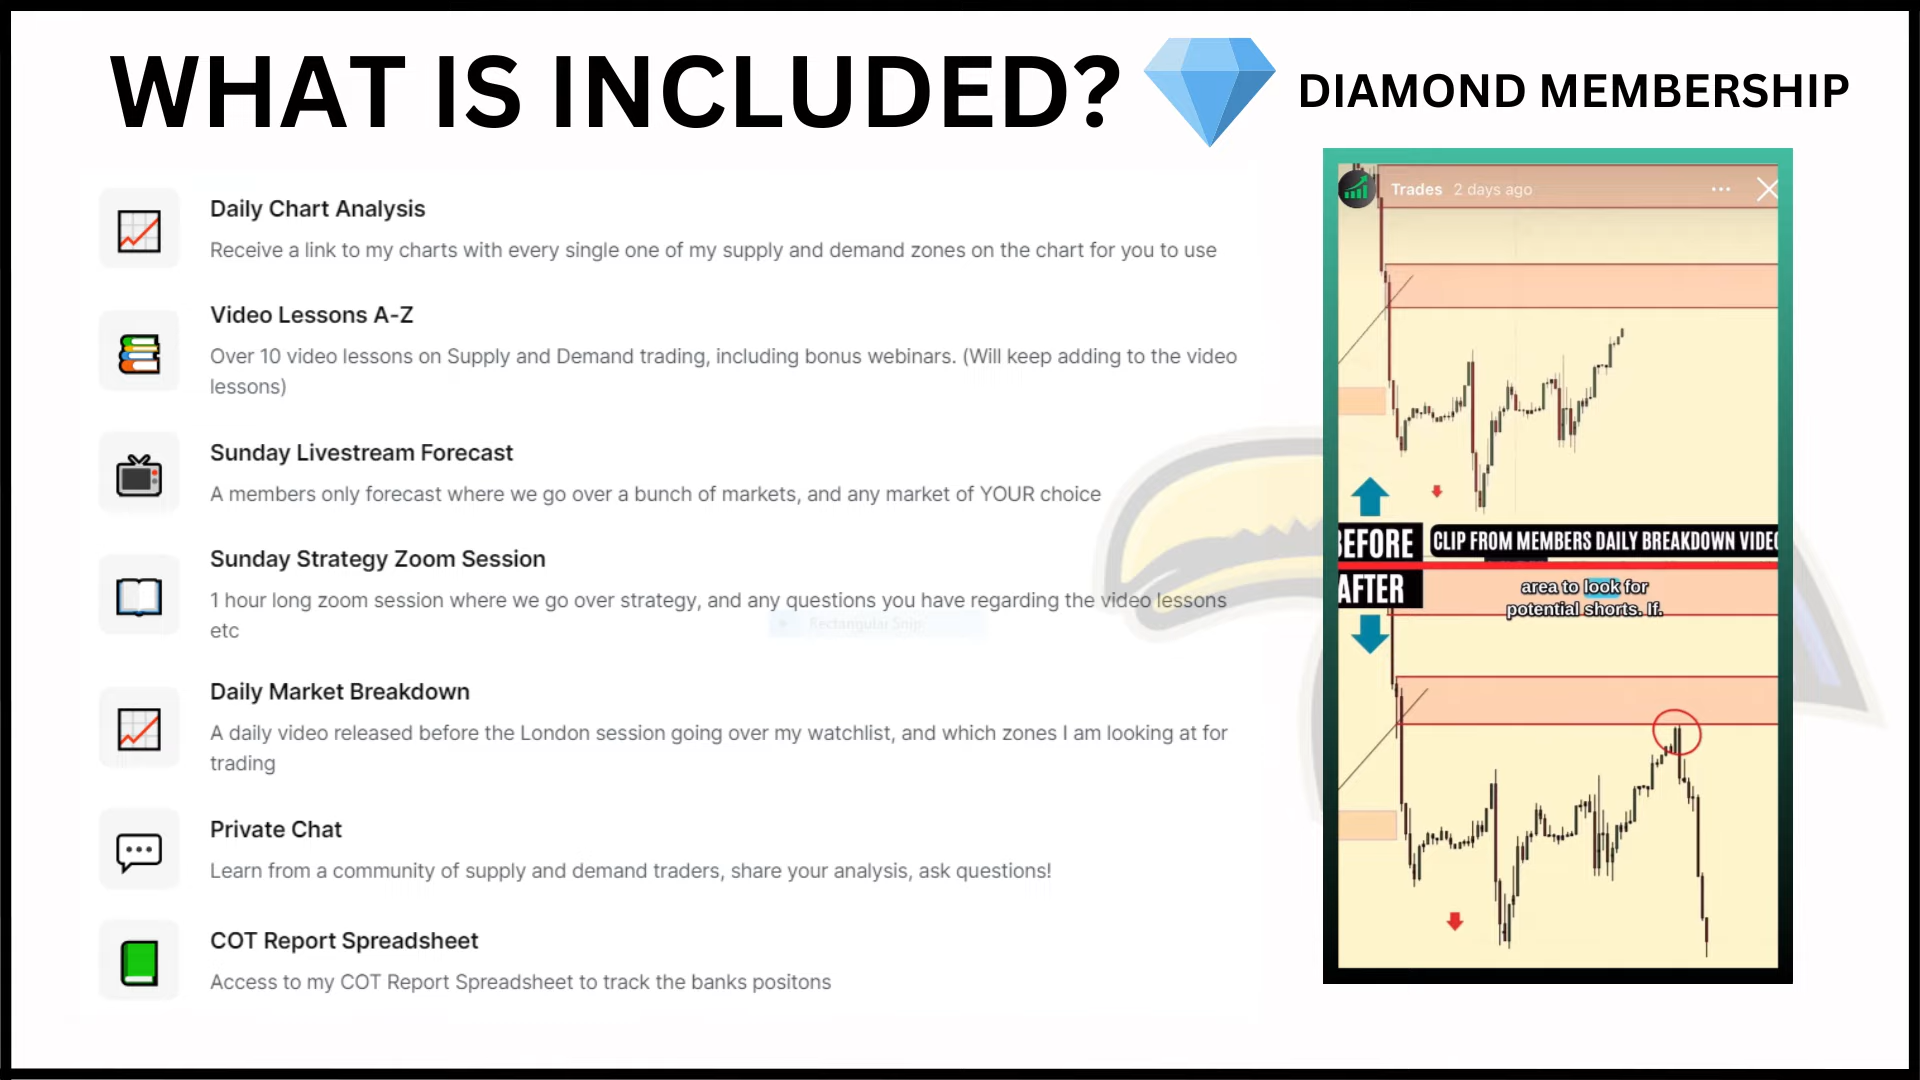 WHAT IS INCLUDED?
DIAMOND MEMBERSHIP
Daily Chart Analysis
Receive a link to my charts with every single one of my supply and demand zones on the chart for you to use
Video Lessons A-Z
Over 10 video lessons on Supply and Demand trading, including bonus webinars. (Will keep adding to the video
lessons)
Sunday Livestream Forecast
A members only forecast where we go over a bunch of markets, and any market of YOUR choice
Sunday Strategy Zoom Session
1 hour long zoom session where we go over strategy, and any questions you have regarding the video lessons
etc
Rectangular Snip
Daily Market Breakdown
A daily video released before the London session going over my watchlist, and which zones I am looking at for
trading
Private Chat
Learn from a community of supply and demand traders, share your analysis, ask questions!
COT Report Spreadsheet
Access to my COT Report Spreadsheet to track the banks positons
Trades 2 days ago
BEFORE
CLIP FROM MEMBERS DAILY BREAKDOWN VIDEO
AFTER
area to look for
potential shorts. If.